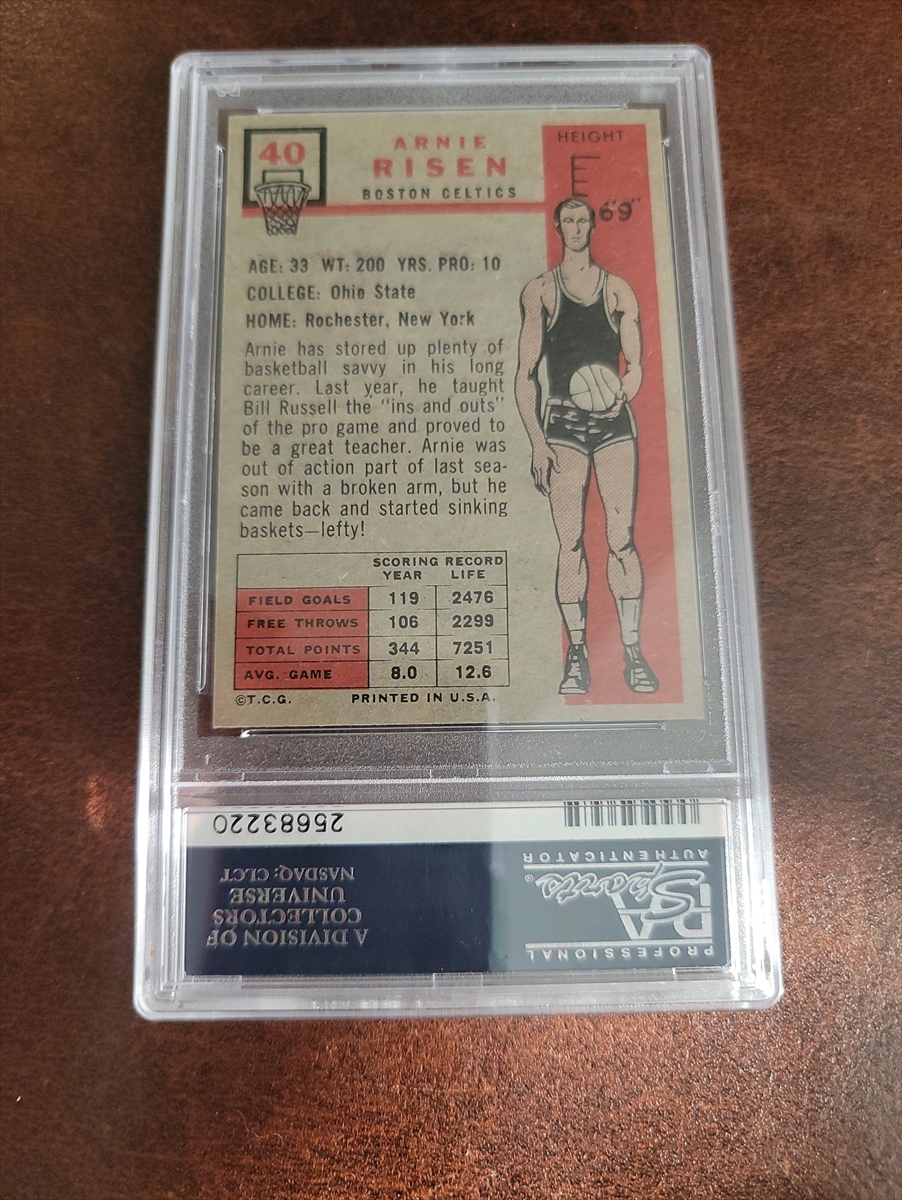 40
ARNIE
RISEN
BOSTON CELTICS
HEIGHT
6'9"
AGE: 33 WT: 200 YRS. PRO: 10
COLLEGE: Ohio State
HOME: Rochester, New York
Arnie has stored up plenty of
basketball savvy in his long
career. Last year, he taught
Bill Russell the "ins and outs"
of the pro game and proved to
be a great teacher. Arnie was
out of action part of last sea-
son with a broken arm, but he
came back and started sinking
baskets—lefty!
SCORING RECORD
YEAR LIFE
FIELD GOALS 119 2476
FREE THROWS 106 2299
TOTAL POINTS 344 7251
AVG. GAME 8.0 12.6
©T.C.G. PRINTED IN U.S.A.
PROFESSIONAL
PSA
Sports
®
AUTHENTICATOR
A DIVISION OF
COLLECTORS
UNIVERSE
NASDAQ: CLCT
25683220